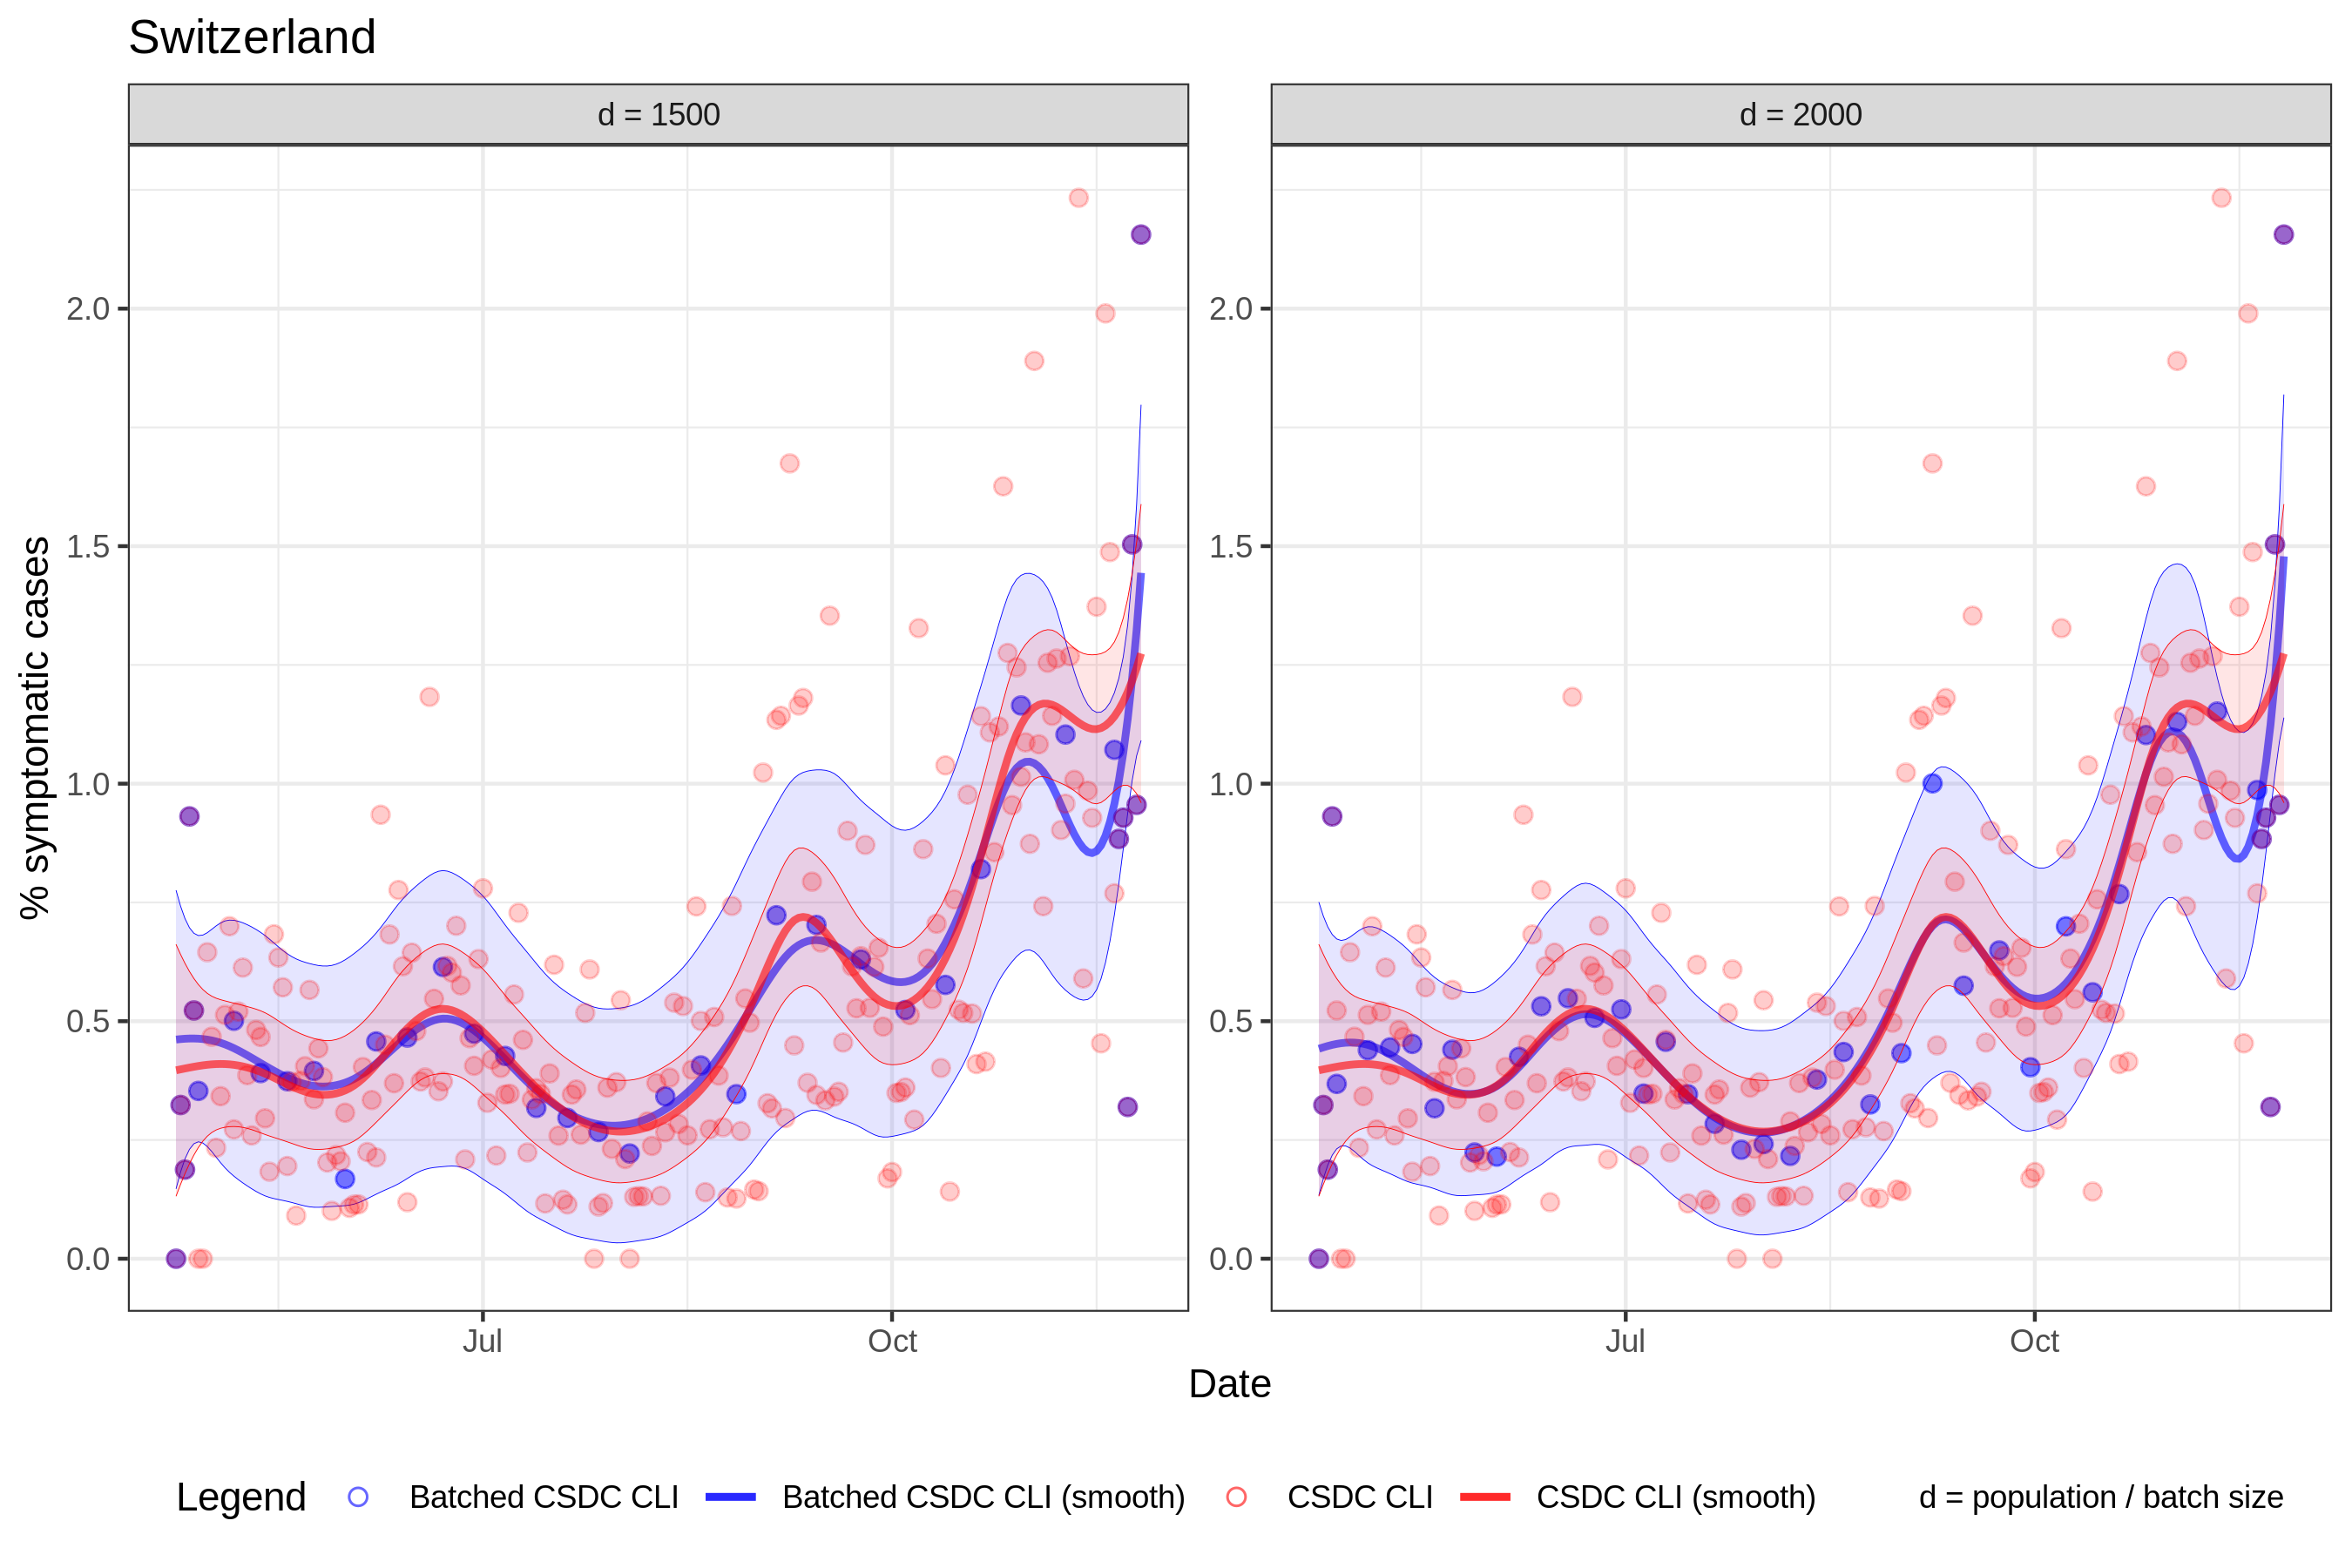 Switzerland
d = 1500
d = 2000
% symptomatic cases
2.0
1.5
1.0
0.5
0.0
2.0
1.5
1.0
0.5
0.0
Jul
Oct
Jul
Oct
Date
Legend
Batched CSDC CLI
Batched CSDC CLI (smooth)
CSDC CLI
CSDC CLI (smooth)
d = population / batch size